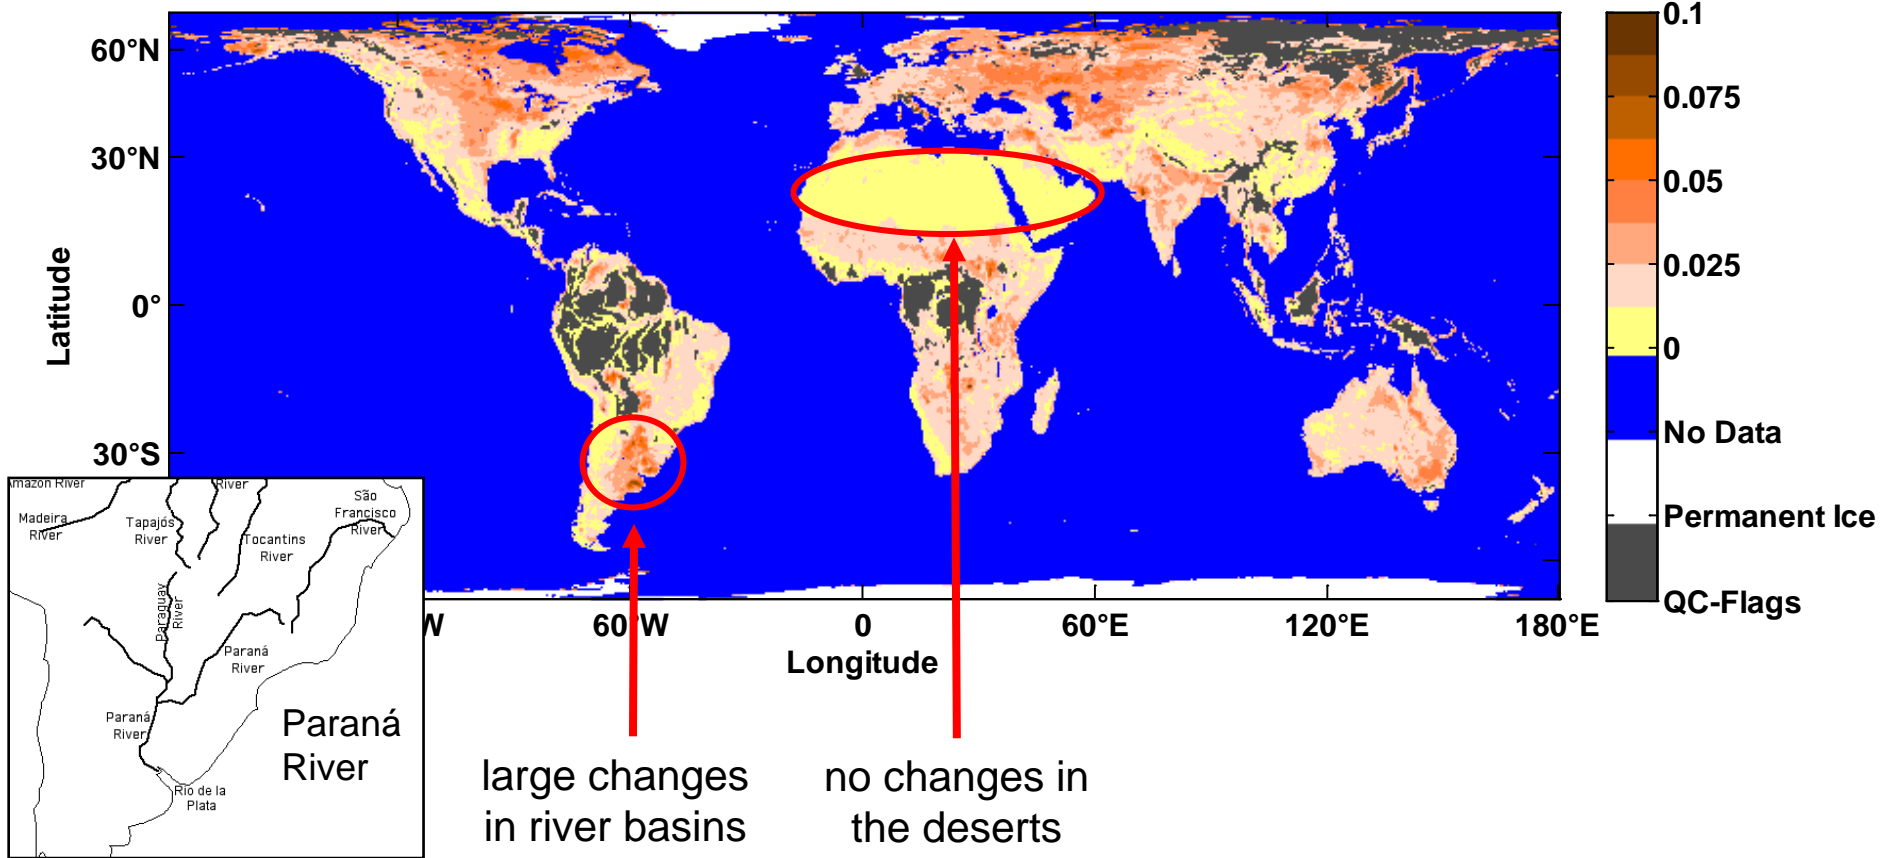 0.1
60°N
0.075
30°N
0.05
0.025
0°
0
30°S
No Data
Permanent Ice
QC-Flags
Latitude
W
60°W
0
60°E
120°E
180°E
Longitude
Amazon River
River
São
Francisco
River
Madeira
River
Tapajós
River
Tocantins
River
Paraguay
River
Paraná
River
Paraná
River
Paraná
River
Rio de la
Plata
large changes
in river basins
no changes in
the deserts